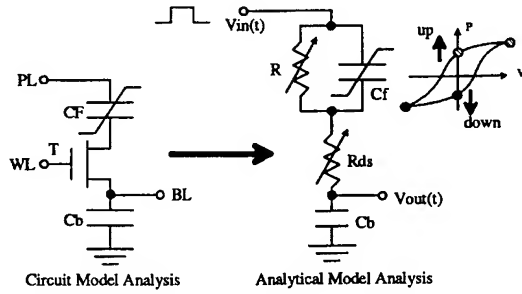 Vin(t)
up
P
V
R
Cf
down
PL
CF
T
WL
Rds
BL
Vout(t)
Cb
Cb
Circuit Model Analysis
Analytical Model Analysis